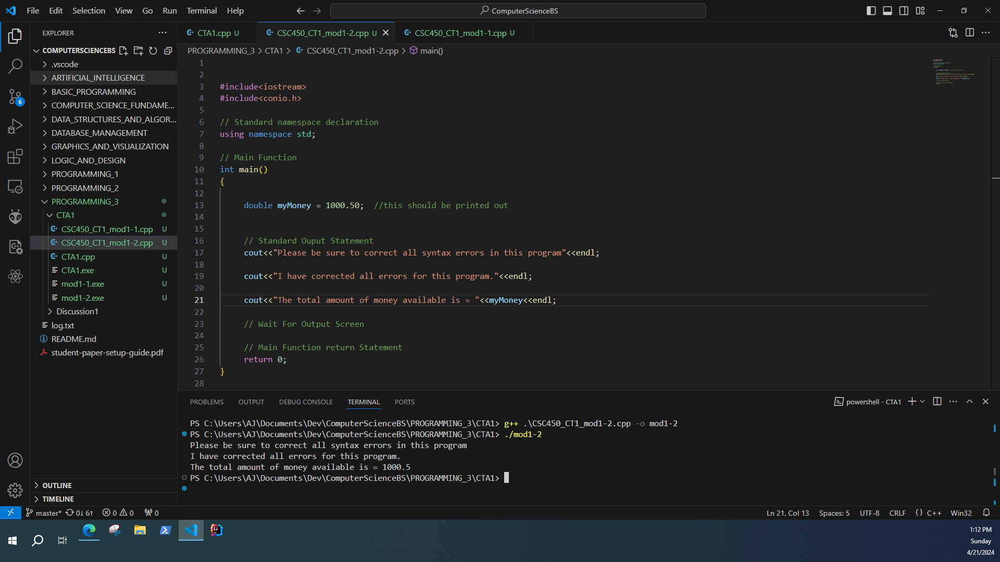 File Edit Selection View Go Run Terminal Help
ComputerScienceBS
EXPLORER
COMPUTERSCIENCEBS
.vscode
ARTIFICIAL_INTELLIGENCE
BASIC_PROGRAMMING
COMPUTER_SCIENCE_FUNDAME...
DATA_STRUCTURES_AND_ALGOR...
DATABASE_MANAGEMENT
GRAPHICS_AND_VISUALIZATION
LOGIC_AND_DESIGN
PROGRAMMING_1
PROGRAMMING_2
PROGRAMMING_3
CTA1
CSC450_CT1_mod1-1.cpp U
CSC450_CT1_mod1-2.cpp U
CTA1.cpp U
CTA1.exe U
mod1-1.exe U
mod1-2.exe U
Discussion1
log.txt
README.md
student-paper-setup-guide.pdf
OUTLINE
TIMELINE
6
CTA1.cpp U
CSC450_CT1_mod1-2.cpp U
CSC450_CT1_mod1-1.cpp U
PROGRAMMING_3 > CTA1 > CSC450_CT1_mod1-2.cpp > main()
1
2
3 #include<iostream>
4 #include<conio.h>
5
6 // Standard namespace declaration
7 using namespace std;
8
9 // Main Function
10 int main()
11 {
12
13 double myMoney = 1000.50; //this should be printed out
14
15
16 // Standard Ouput Statement
17 cout<<"Please be sure to correct all syntax errors in this program"<<endl;
18
19 cout<<"I have corrected all errors for this program."<<endl;
20
21 cout<<"The total amount of money available is = "<<myMoney<<endl;
22
23 // Wait For Output Screen
24
25 // Main Function return Statement
26 return 0;
27 }
28
PROBLEMS OUTPUT DEBUG CONSOLE TERMINAL PORTS
powershell - CTA1
PS C:\Users\AJ\Documents\Dev\ComputerScienceBS\PROGRAMMING_3\CTA1> g++ .\CSC450_CT1_mod1-2.cpp -o mod1-2
PS C:\Users\AJ\Documents\Dev\ComputerScienceBS\PROGRAMMING_3\CTA1> ./mod1-2
Please be sure to correct all syntax errors in this program
I have corrected all errors for this program.
The total amount of money available is = 1000.5
PS C:\Users\AJ\Documents\Dev\ComputerScienceBS\PROGRAMMING_3\CTA1>
master* 0↓ 6↑ 0 0 0
Ln 21, Col 13 Spaces: 5 UTF-8 CRLF {} C++ Win32
1:12 PM
Sunday
4/21/2024